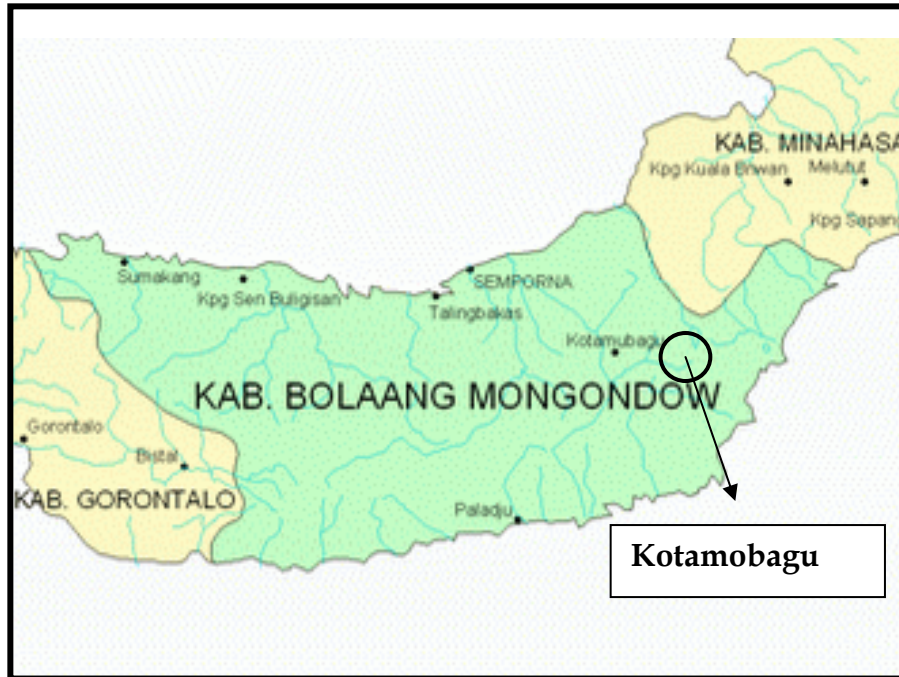 KAB. MINAHASA
Kpg Kuala Briwan
Melutut
Kpg Sapang
Sumakang
Kpg Sen Buligisan
SEMPORNA
Talingbakas
Kotamubagu
KAB. BOLAANG MONGONDOW
Gorontalo
Bistal
KAB. GORONTALO
Paladju
Kotamobagu